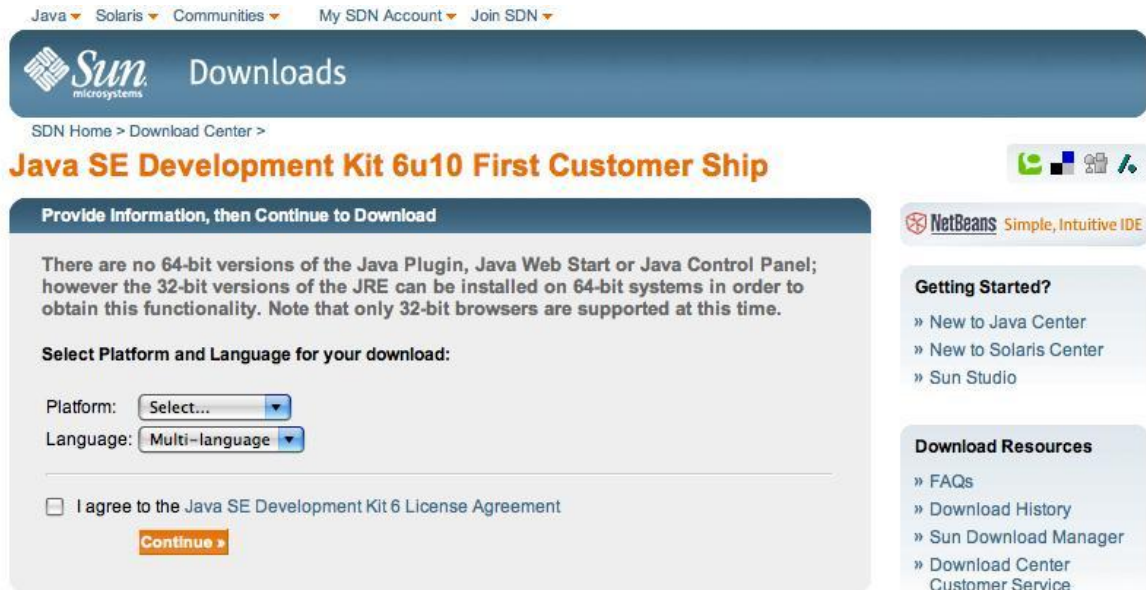 Java Solaris Communities My SDN Account Join SDN
Sun microsystems Downloads
SDN Home > Download Center >
Java SE Development Kit 6u10 First Customer Ship
Provide Information, then Continue to Download
There are no 64-bit versions of the Java Plugin, Java Web Start or Java Control Panel;
however the 32-bit versions of the JRE can be installed on 64-bit systems in order to
obtain this functionality. Note that only 32-bit browsers are supported at this time.
Select Platform and Language for your download:
Platform: Select...
Language: Multi-language
I agree to the Java SE Development Kit 6 License Agreement
Continue »
NetBeans Simple, Intuitive IDE
Getting Started?
» New to Java Center
» New to Solaris Center
» Sun Studio
Download Resources
» FAQs
» Download History
» Sun Download Manager
» Download Center
Customer Service